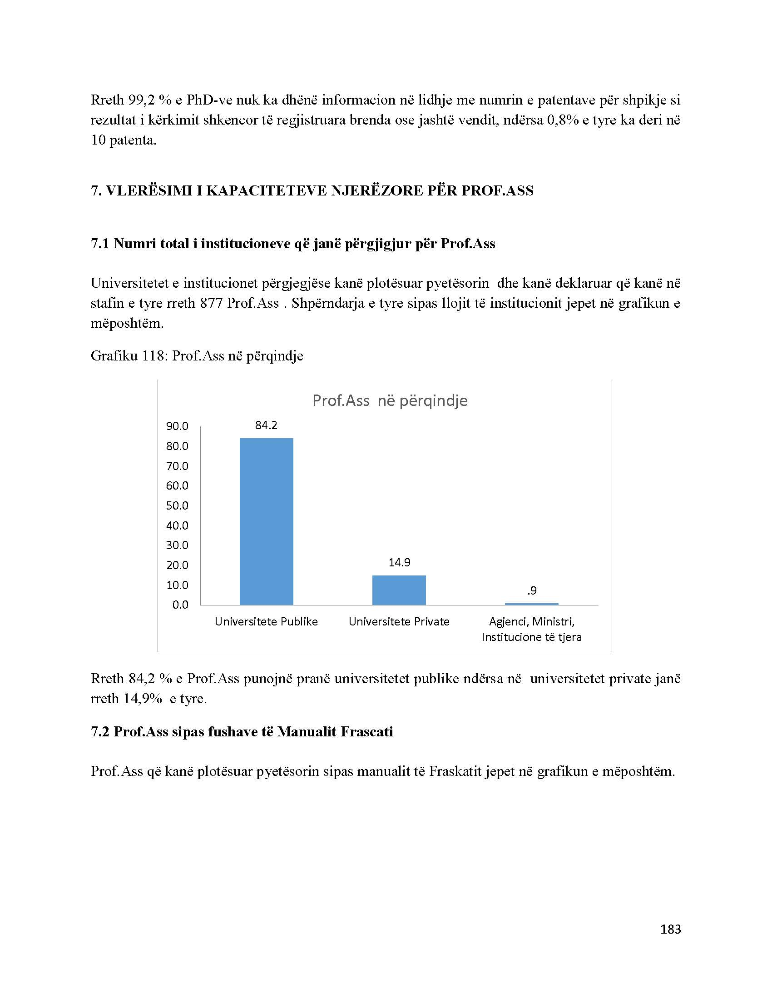 Rreth 99,2 % e PhD-ve nuk ka dhënë informacion në lidhje me numrin e patentave për shpikje si
rezultat i kërkimit shkencor të regjistruara brenda ose jashtë vendit, ndërsa 0,8% e tyre ka deri në
10 patenta.
7. VLERËSIMI I KAPACITETEVE NJERËZORE PËR PROF.ASS
7.1 Numri total i institucioneve që janë përgjigjur për Prof.Ass
Universitetet e institucionet përgjegjëse kanë plotësuar pyetësorin dhe kanë deklaruar që kanë në
stafin e tyre rreth 877 Prof.Ass . Shpërndarja e tyre sipas llojit të institucionit jepet në grafikun e
mëposhtëm.
Grafiku 118: Prof.Ass në përqindje
Prof.Ass në përqindje
90.0
80.0
70.0
60.0
50.0
40.0
30.0
20.0
10.0
0.0
84.2
14.9
.9
Universitete Publike
Universitete Private
Agjenci, Ministri,
Institucione të tjera
Rreth 84,2 % e Prof.Ass punojnë pranë universitetet publike ndërsa në universitetet private janë
rreth 14,9% e tyre.
7.2 Prof.Ass sipas fushave të Manualit Frascati
Prof.Ass që kanë plotësuar pyetësorin sipas manualit të Fraskatit jepet në grafikun e mëposhtëm.
183